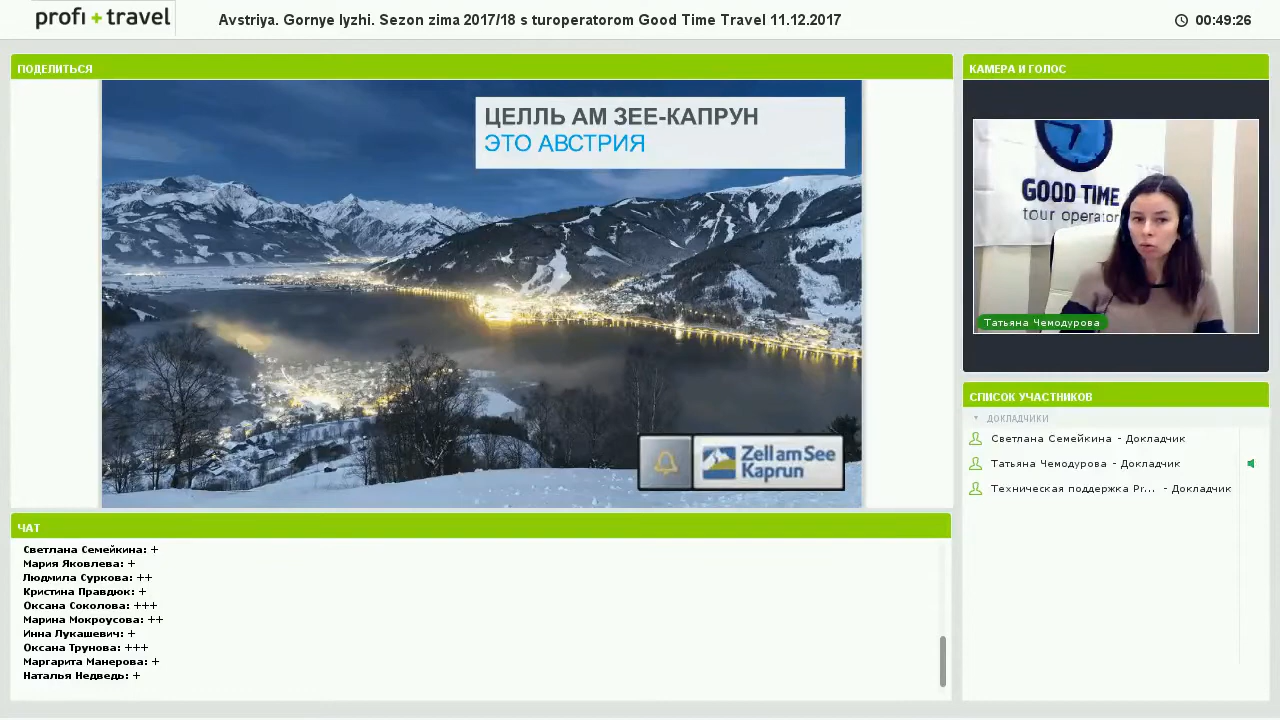 profi + travel
Avstriya. Gornye lyzhi. Sezon zima 2017/18 s turoperatorom Good Time Travel 11.12.2017
00:49:26
ПОДЕЛИТЬСЯ
ЦЕЛЛЬ АМ ЗЕЕ-КАПРУН
ЭТО АВСТРИЯ
Zell am See
Kaprun
КАМЕРА И ГОЛОС
GOOD TIME
tour operator
Татьяна Чемодурова
СПИСОК УЧАСТНИКОВ
ДОКЛАДЧИКИ
Светлана Семейкина - Докладчик
Татьяна Чемодурова - Докладчик
Техническая поддержка Pr... - Докладчик
ЧАТ
Светлана Семейкина: +
Мария Яковлева: +
Людмила Суркова: ++
Кристина Правдюк: +
Оксана Соколова: +++
Марина Мокроусова: ++
Инна Лукашевич: +
Оксана Трунова: +++
Маргарита Манерова: +
Наталья Недведь: +